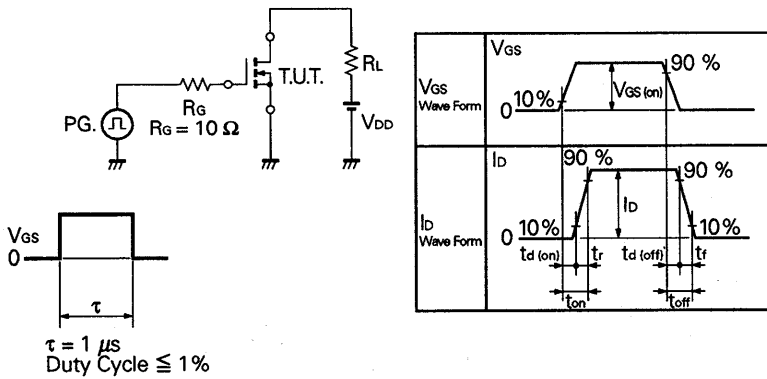 T.U.T.
RL
RG
RG = 10 Ω
PG.
VDD
VGS
0
τ
τ = 1 μs
Duty Cycle ≦ 1%
VGS
Wave Form
VGS
90 %
10%
VGS (on)
0
ID
Wave Form
ID
90 %
90 %
ID
10%
10%
0
td (on) tr td (off) tf
ton toff